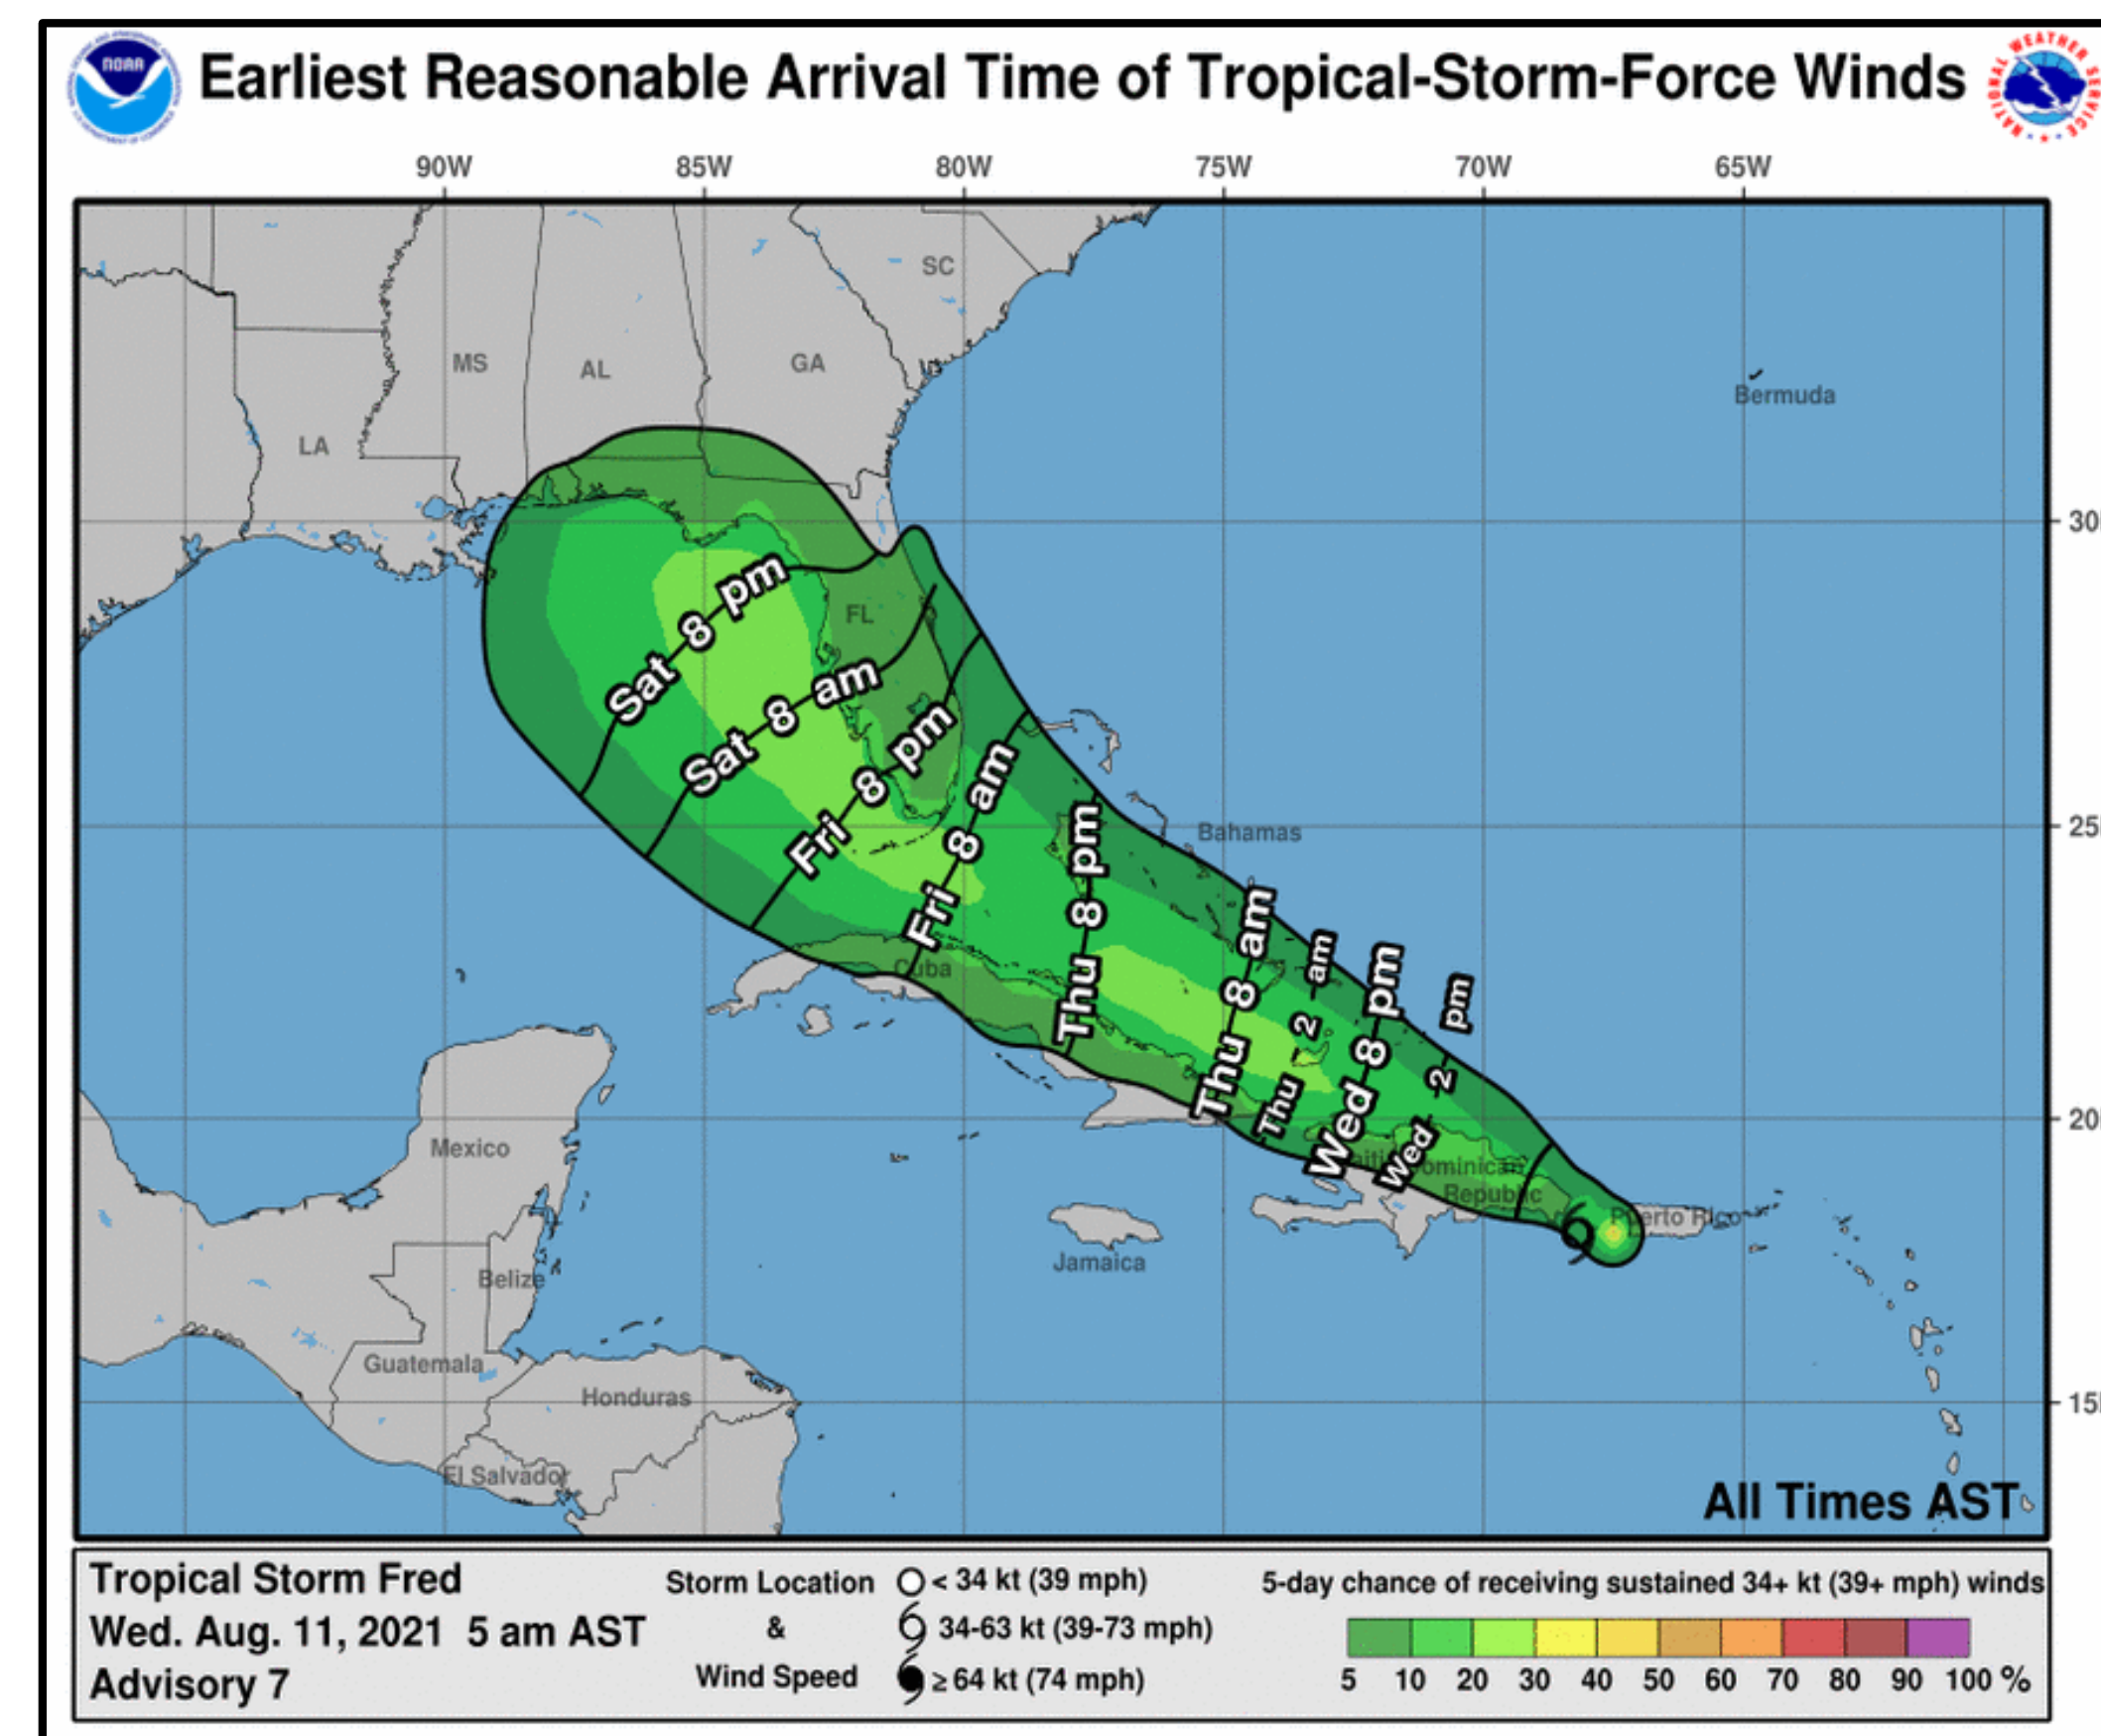 NOAA
Earliest Reasonable Arrival Time of Tropical-Storm-Force Winds
NATIONAL WEATHER SERVICE
90W 85W 80W 75W 70W 65W
SC
MS
AL
GA
Bermuda
LA
30
FL
Sat 8 pm
Sat 8 am
Fri 8 pm
Fri 8 am
Thu 8 pm
Thu 8 am
Thu 2 am
Wed 8 pm
Wed 2 pm
25
Bahamas
Cuba
20
Mexico
aiti
ominican
Republic
Puerto Rico
Jamaica
Belize
Guatemala
Honduras
15
El Salvador
All Times AST
Tropical Storm Fred
Wed. Aug. 11, 2021 5 am AST
Advisory 7
Storm Location
&
Wind Speed
< 34 kt (39 mph)
34-63 kt (39-73 mph)
≥ 64 kt (74 mph)
5-day chance of receiving sustained 34+ kt (39+ mph) winds
5 10 20 30 40 50 60 70 80 90 100 %